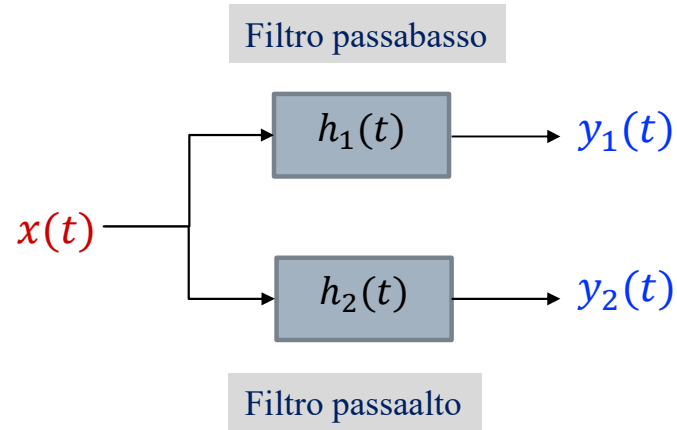 Filtro passabasso
h₁(t)
y₁(t)
x(t)
h₂(t)
y₂(t)
Filtro passaalto